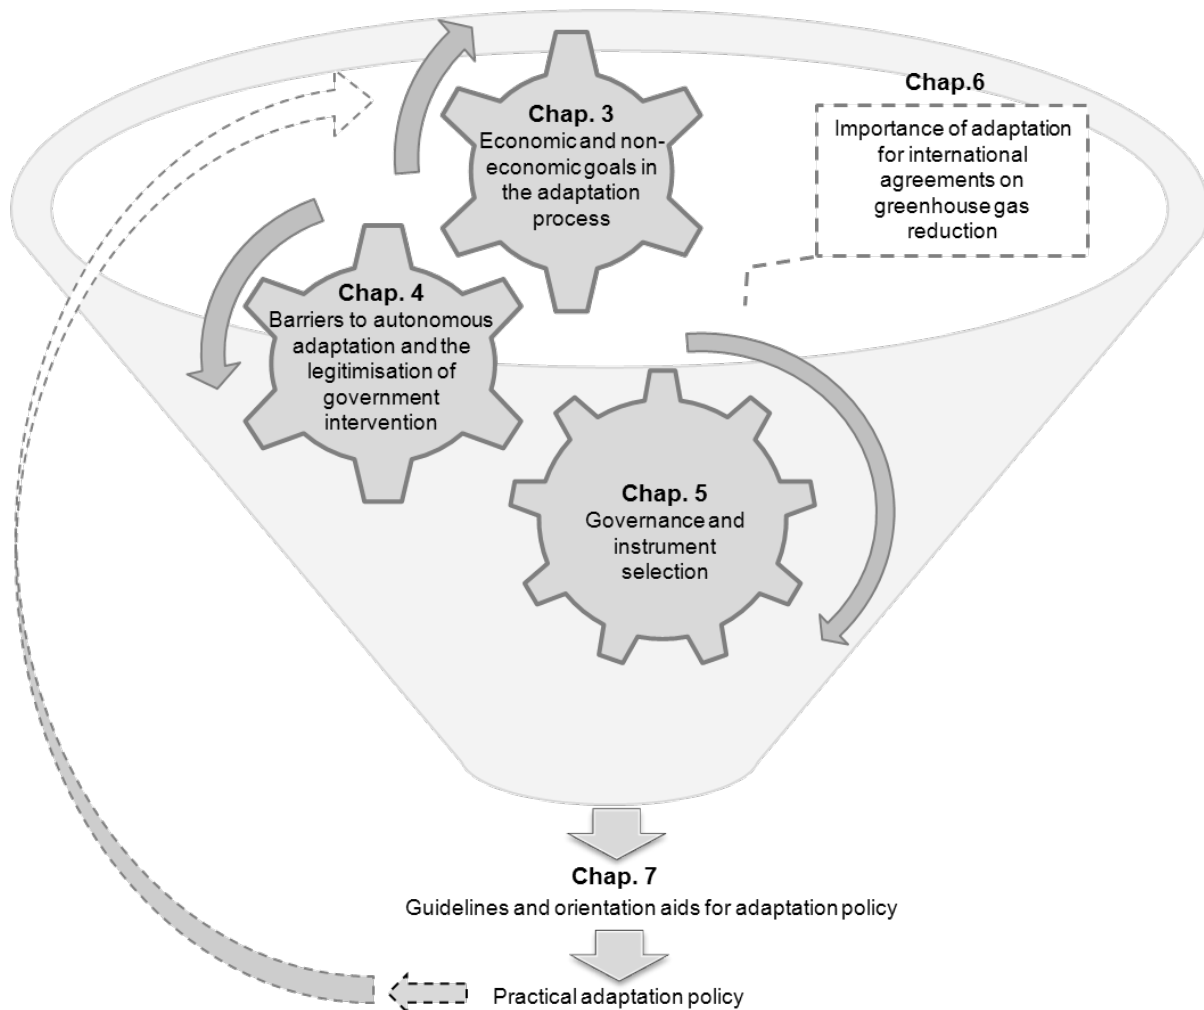 Chap. 3
Economic and non-
economic goals in
the adaptation
process
Chap.6
Importance of adaptation
for international
agreements on
greenhouse gas
reduction
Chap. 4
Barriers to autonomous
adaptation and the
legitimisation of
government
intervention
Chap. 5
Governance and
instrument
selection
Chap. 7
Guidelines and orientation aids for adaptation policy
Practical adaptation policy